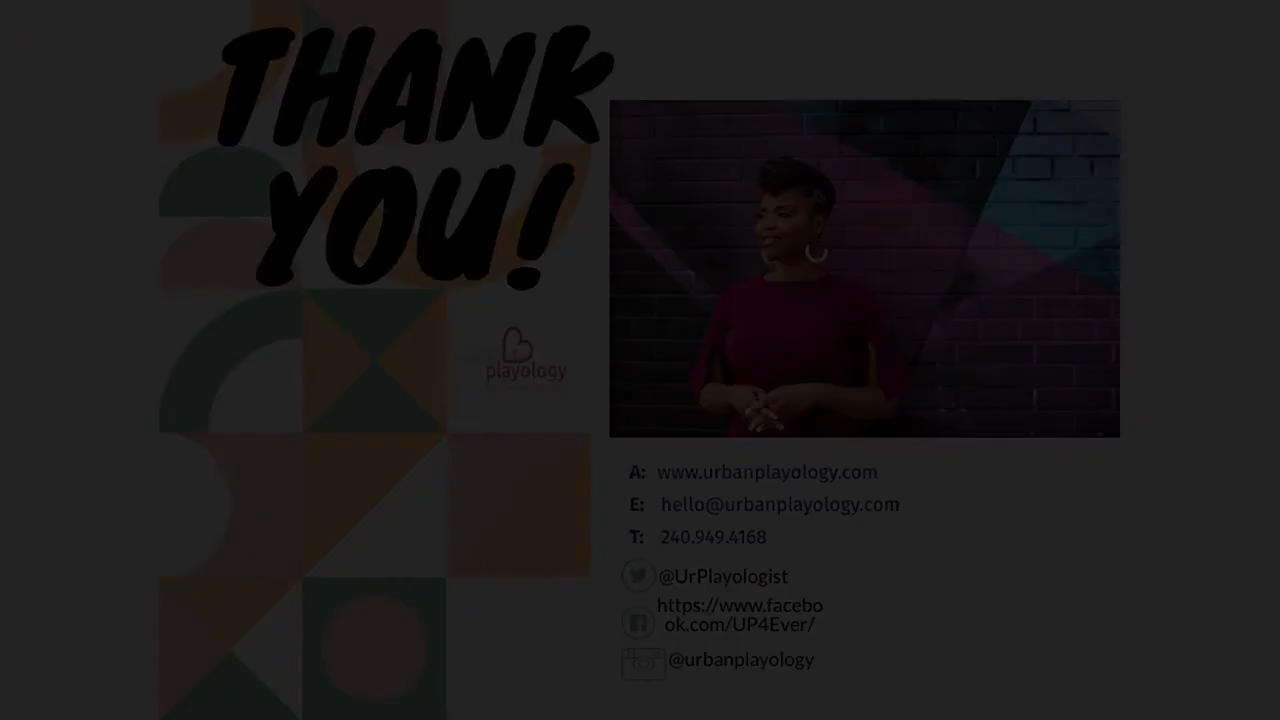 THANK
YOU!
playology
A: www.urbanplayology.com
E: hello@urbanplayology.com
T: 240.949.4168
@UrPlayologist
https://www.facebo
ok.com/UP4Ever/
@urbanplayology